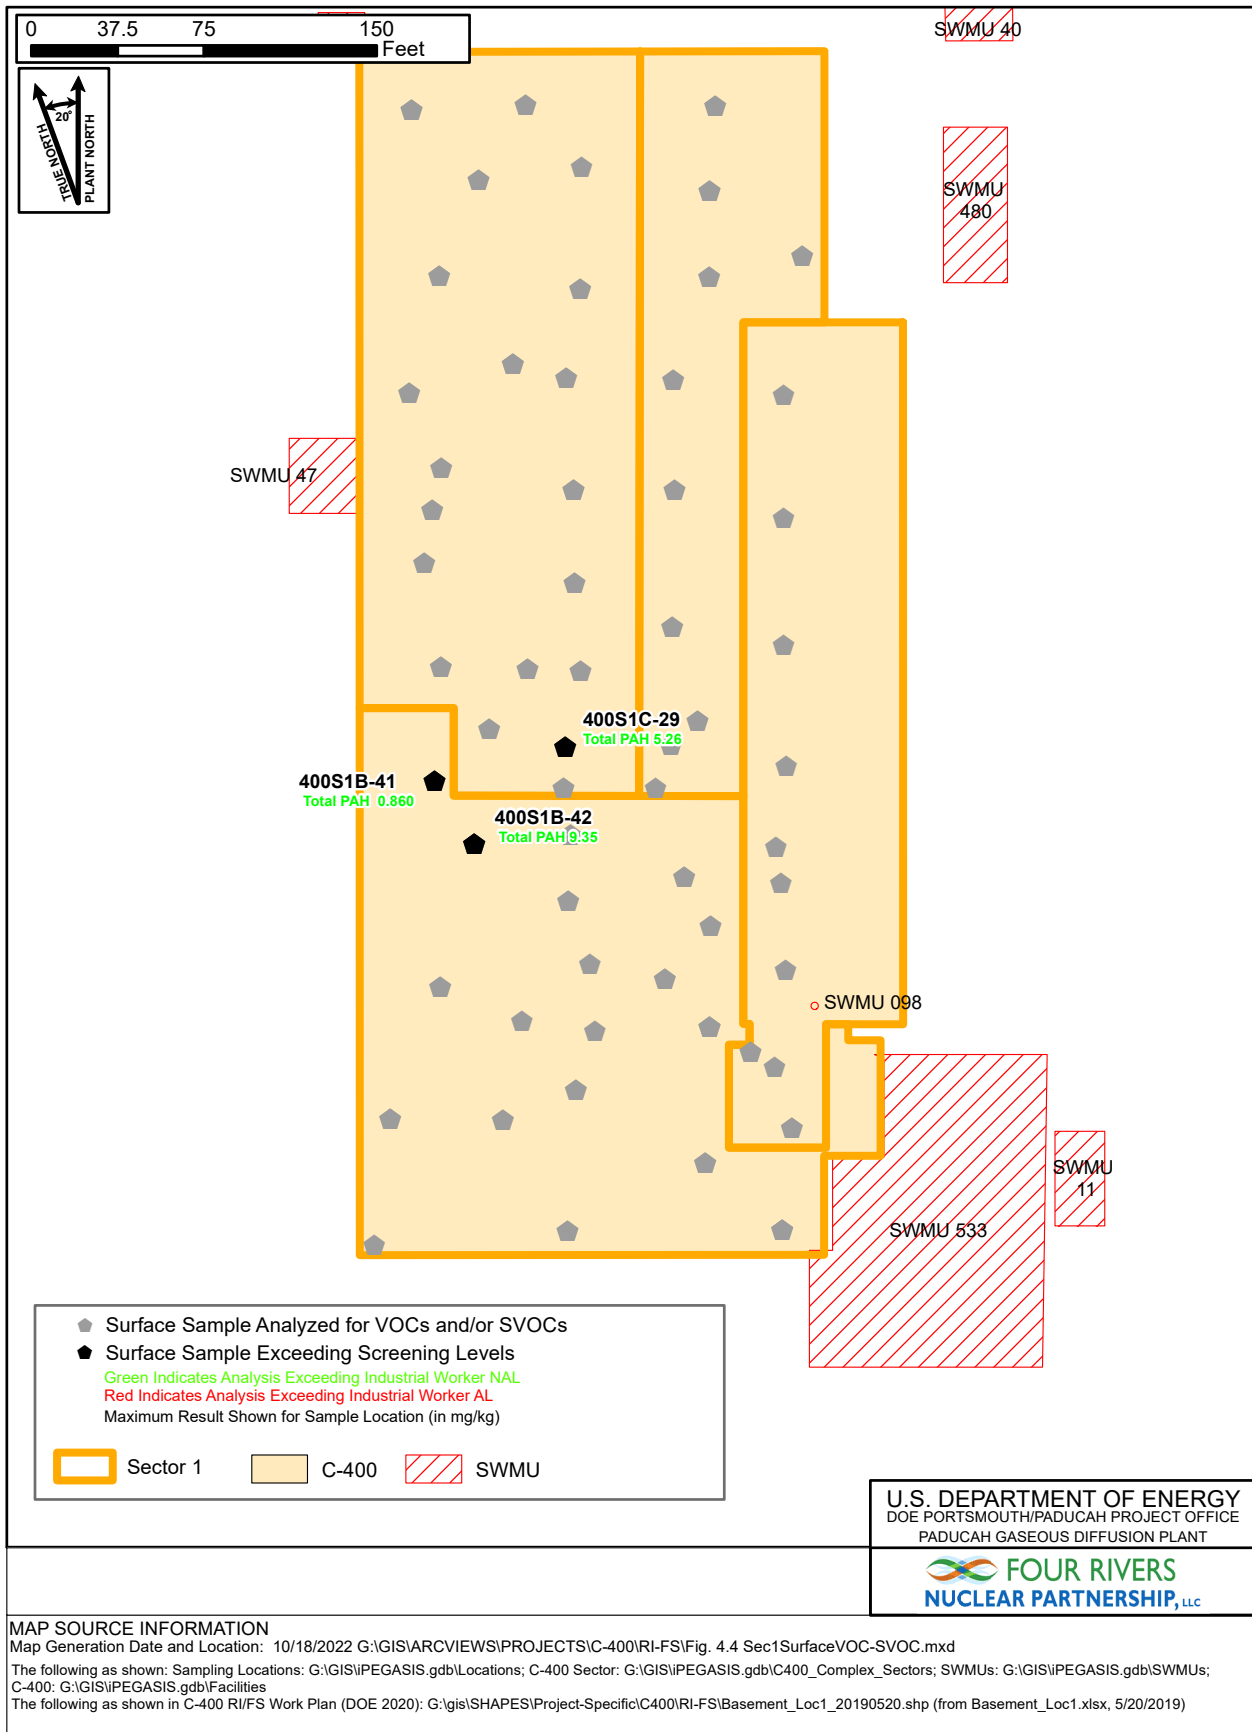 0 37.5 75 150
Feet
20°
TRUE NORTH
PLANT NORTH
SWMU 40
SWMU
480
SWMU 47
400S1C-29
Total PAH 5.26
400S1B-41
Total PAH 0.860
400S1B-42
Total PAH 9.35
SWMU 098
SWMU
11
SWMU 533
Surface Sample Analyzed for VOCs and/or SVOCs
Surface Sample Exceeding Screening Levels
Green Indicates Analysis Exceeding Industrial Worker NAL
Red Indicates Analysis Exceeding Industrial Worker AL
Maximum Result Shown for Sample Location (in mg/kg)
Sector 1 C-400 SWMU
U.S. DEPARTMENT OF ENERGY
DOE PORTSMOUTH/PADUCAH PROJECT OFFICE
PADUCAH GASEOUS DIFFUSION PLANT
FOUR RIVERS
NUCLEAR PARTNERSHIP, LLC
MAP SOURCE INFORMATION
Map Generation Date and Location: 10/18/2022 G:\GIS\ARCVIEWS\PROJECTS\C-400\RI-FS\Fig. 4.4 Sec1SurfaceVOC-SVOC.mxd
The following as shown: Sampling Locations: G:\GIS\iPEGASIS.gdb\Locations; C-400 Sector: G:\GIS\iPEGASIS.gdb\C400_Complex_Sectors; SWMUs: G:\GIS\iPEGASIS.gdb\SWMUs;
C-400: G:\GIS\iPEGASIS.gdb\Facilities
The following as shown in C-400 RI/FS Work Plan (DOE 2020): G:\gis\SHAPES\Project-Specific\C400\RI-FS\Basement_Loc1_20190520.shp (from Basement_Loc1.xlsx, 5/20/2019)